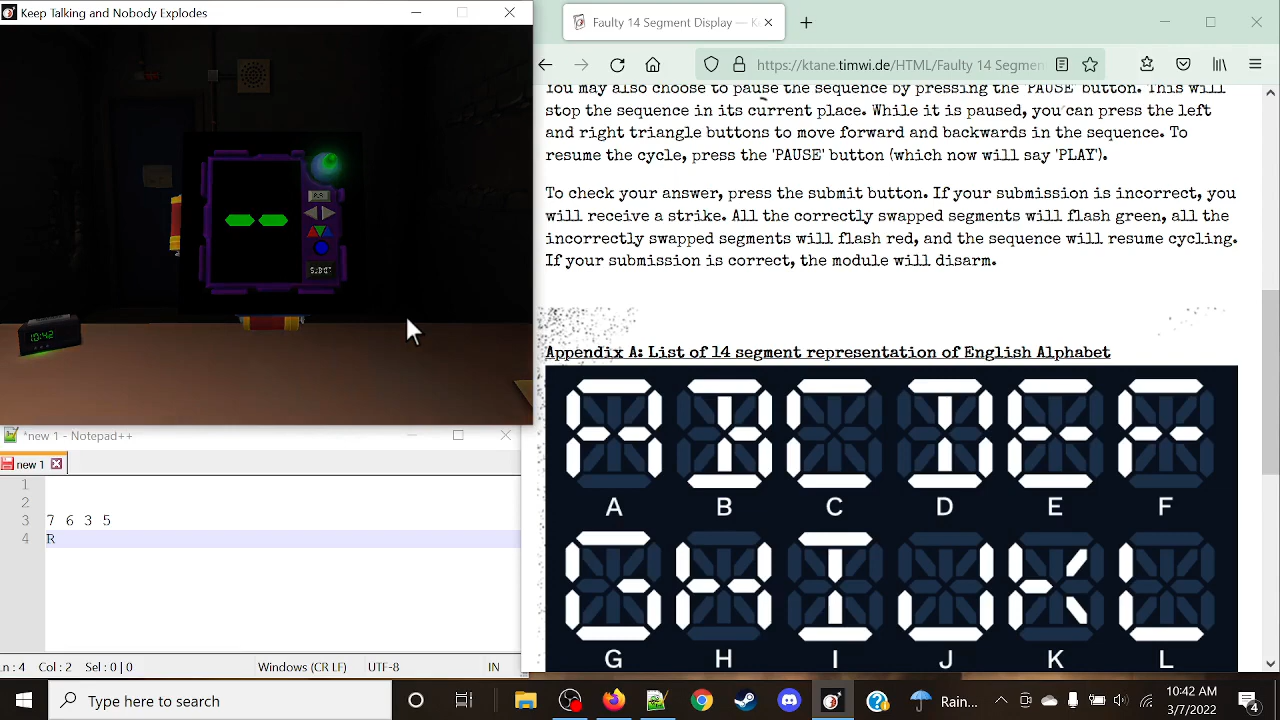 Keep Talking and Nobody Explodes
10:42
SUBMIT
*new 1 - Notepad++
new 1
1
2
3 7 6 3 5
4 R
Ln : 4 Col : 2 Sel : 0 | 0 Windows (CR LF) UTF-8 IN
Faulty 14 Segment Display — K
https://ktane.timwi.de/HTML/Faulty 14 Segmen
You may also choose to pause the sequence by pressing the 'PAUSE' button. This will
stop the sequence in its current place. While it is paused, you can press the left
and right triangle buttons to move forward and backwards in the sequence. To
resume the cycle, press the 'PAUSE' button (which now will say 'PLAY').
To check your answer, press the submit button. If your submission is incorrect, you
will receive a strike. All the correctly swapped segments will flash green, all the
incorrectly swapped segments will flash red, and the sequence will resume cycling.
If your submission is correct, the module will disarm.
Appendix A: List of 14 segment representation of English Alphabet
A B C D E F
G H I J K L
Type here to search
Rain...
10:42 AM
3/7/2022
4